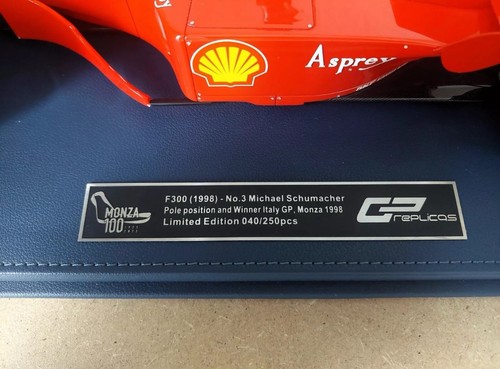 Asprey
MONZA
100
F300 (1998) - No.3 Michael Schumacher
Pole position and Winner Italy GP, Monza 1998
Limited Edition 040/250pcs
GP
replicas